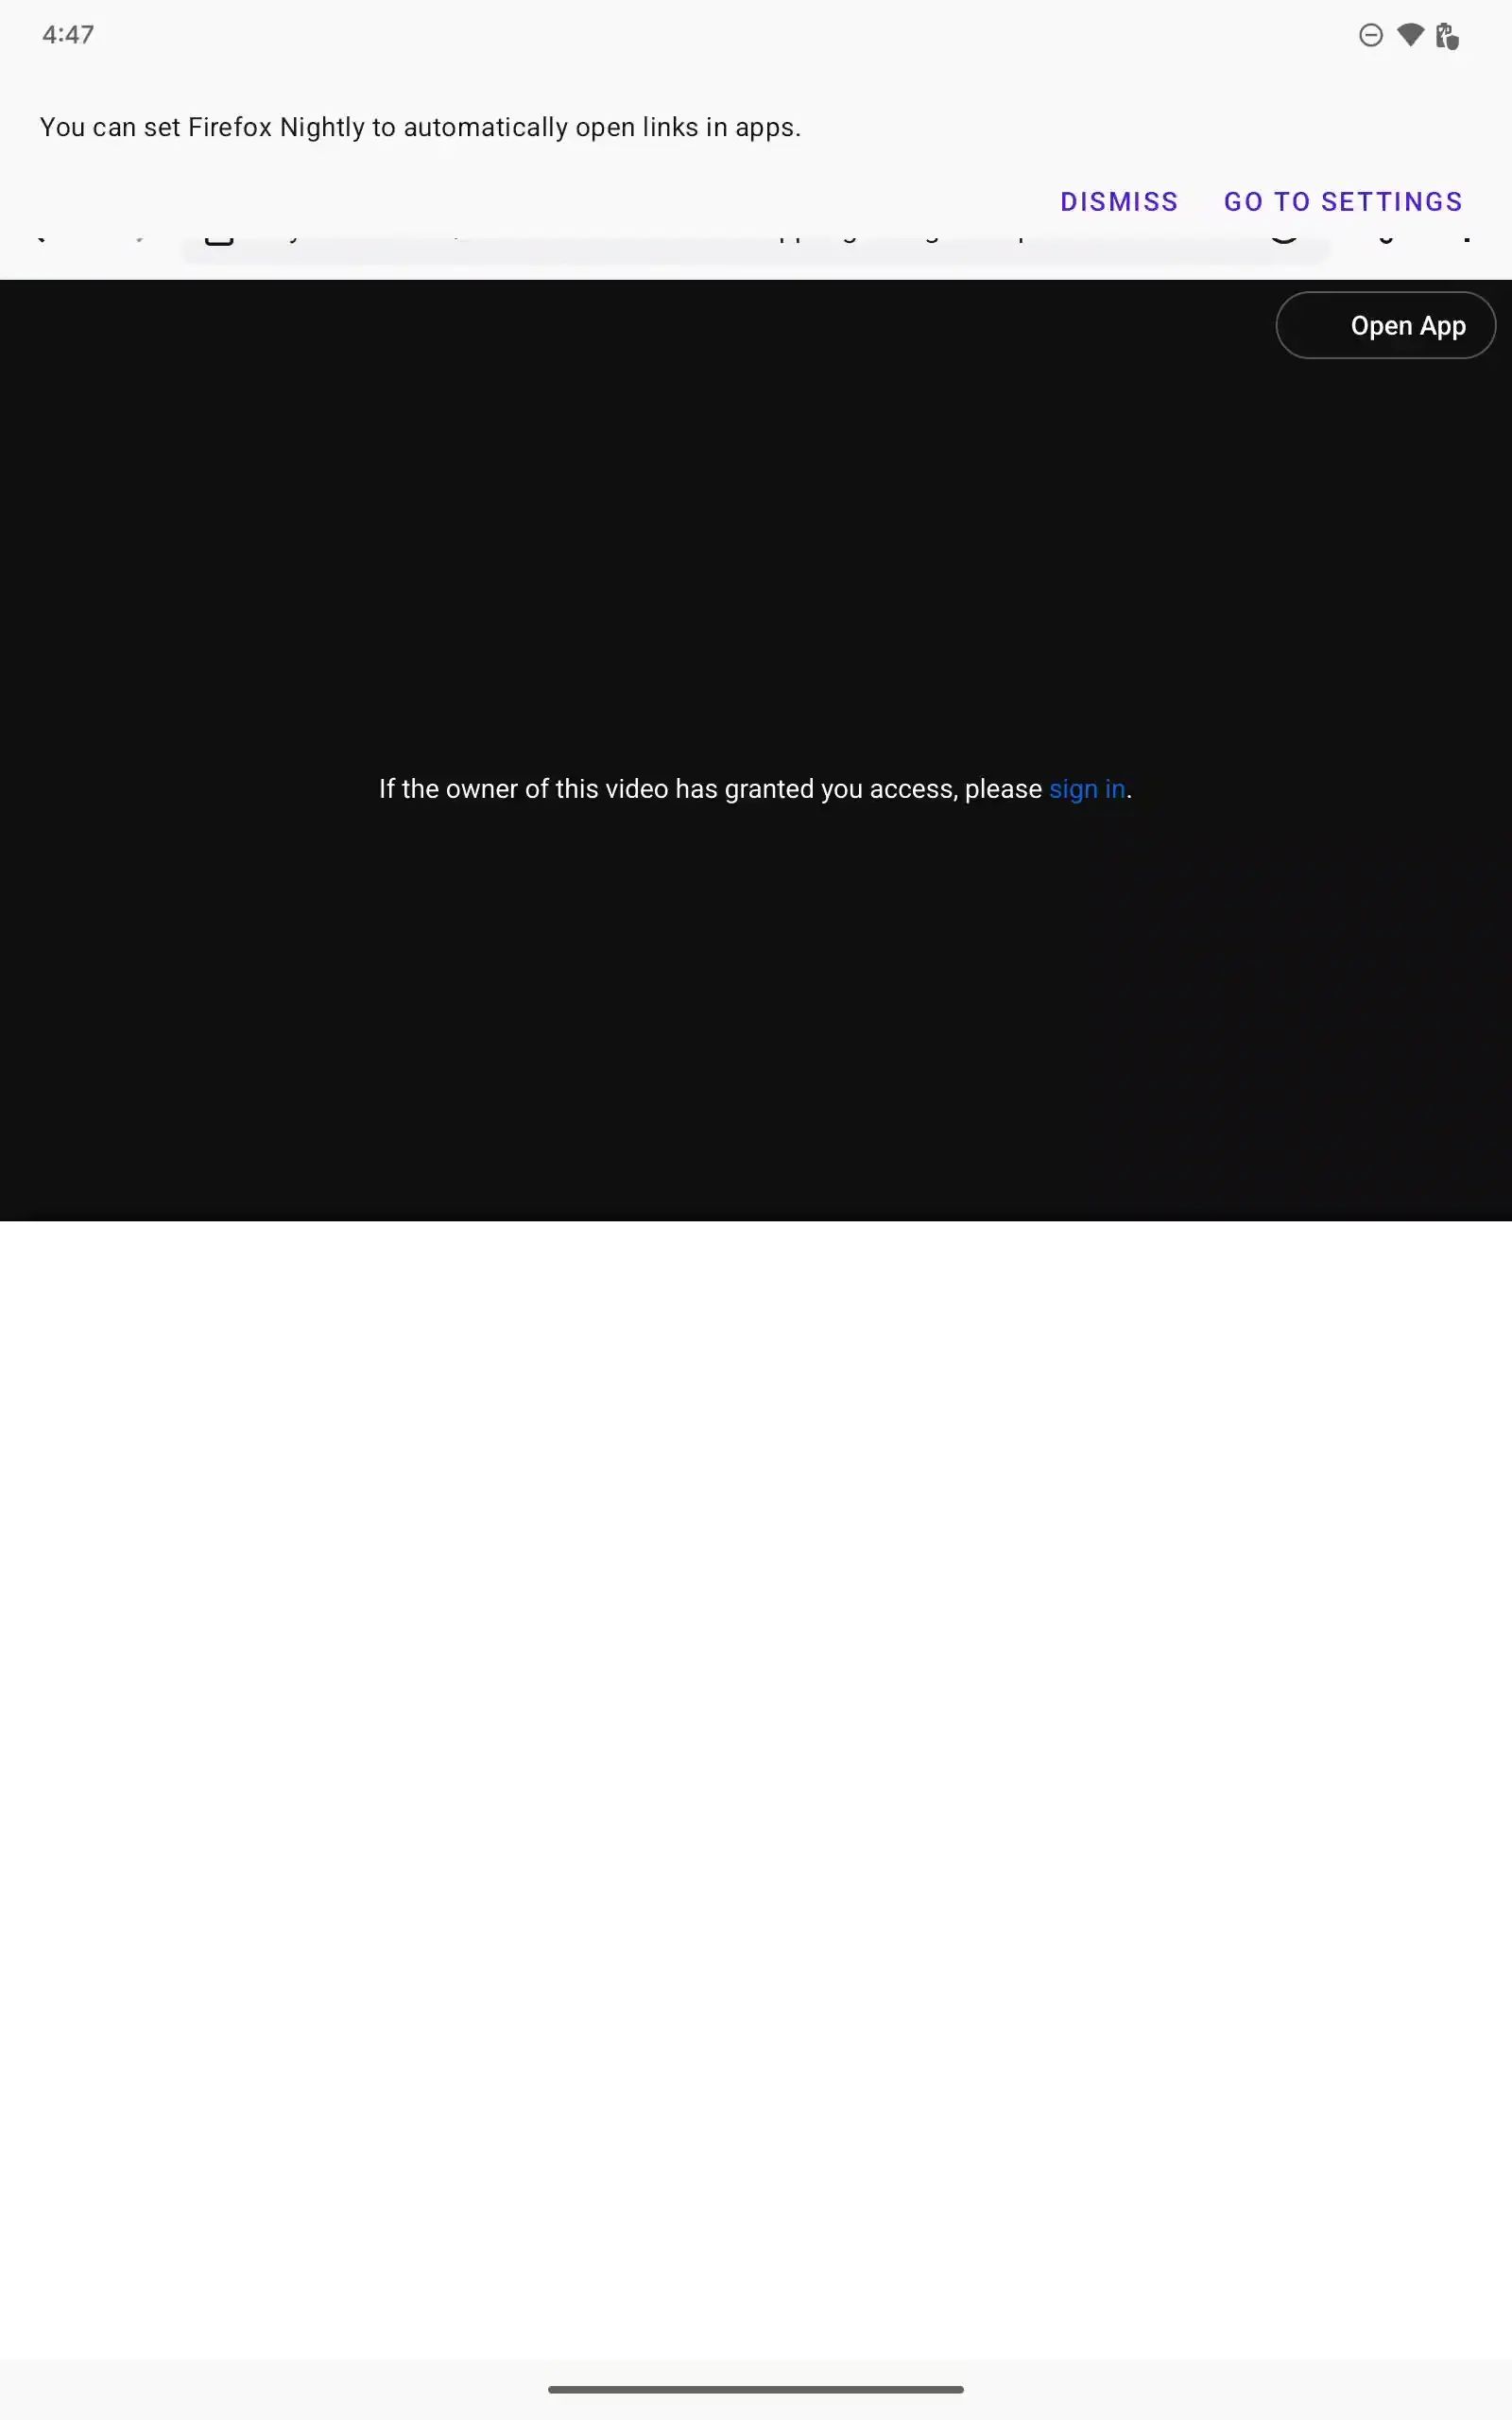 4:47
You can set Firefox Nightly to automatically open links in apps.
DISMISS GO TO SETTINGS
Open App
If the owner of this video has granted you access, please sign in.